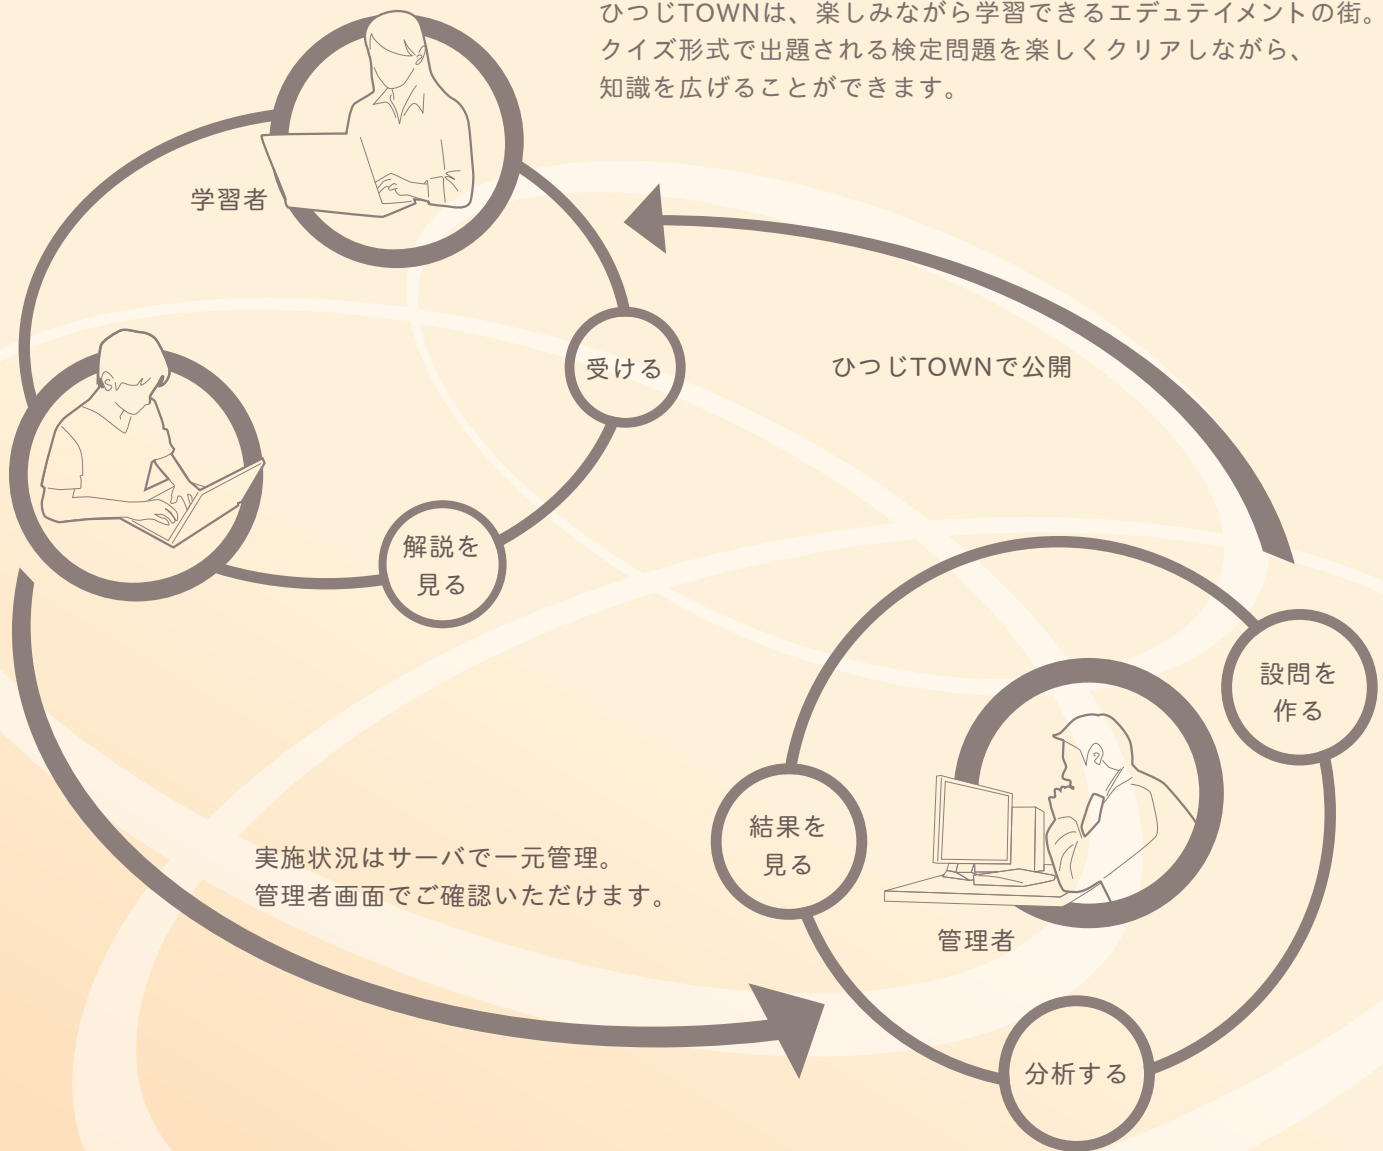 ひつじTOWNは、楽しみながら学習できるエデュテイメントの街。
クイズ形式で出題される検定問題を楽しくクリアしながら、
知識を広げることができます。
学習者
受ける
ひつじTOWNで公開
解説を
見る
設問を
作る
結果を
見る
実施状況はサーバで一元管理。
管理者画面でご確認いただけます。
管理者
分析する